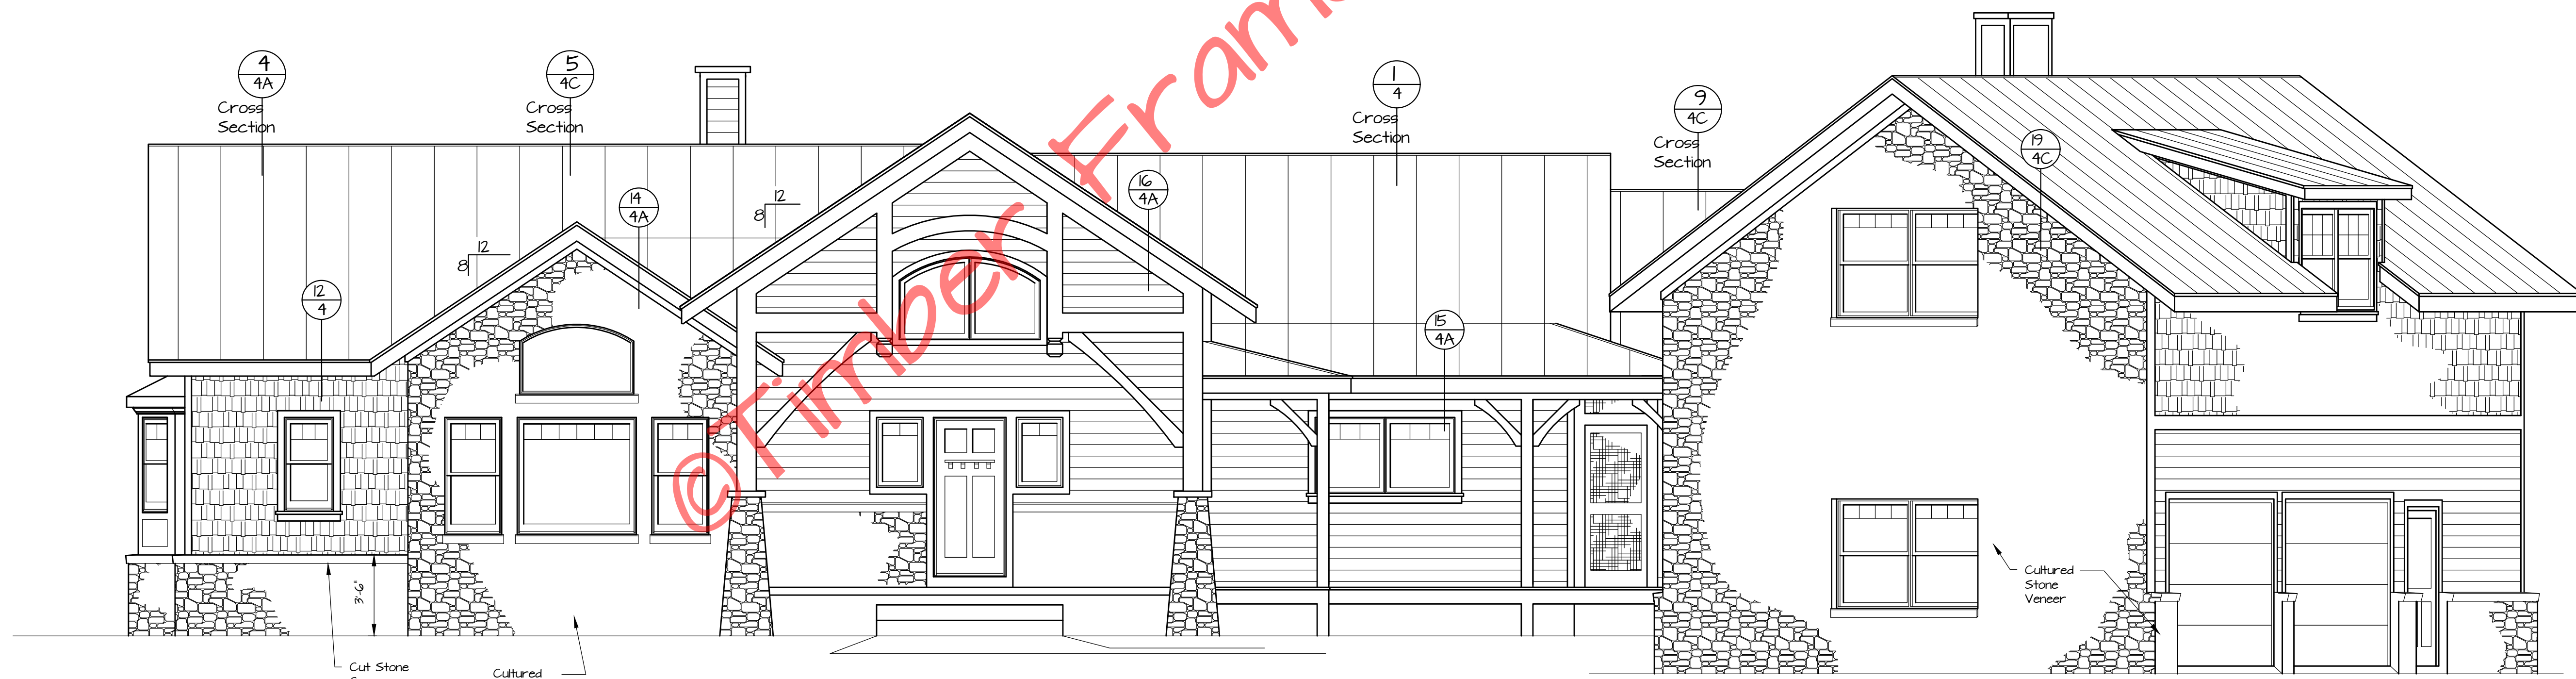 4
4A
Cross
Section
5
4C
Cross
Section
1
4
Cross
Section
9
4C
Cross
Section
19
4C
16
4A
14
4A
12
8
12
8
12
4
15
4A
3'-6"
Cut Stone
Cultured
Cultured
Stone
Veneer
©Timber Fram